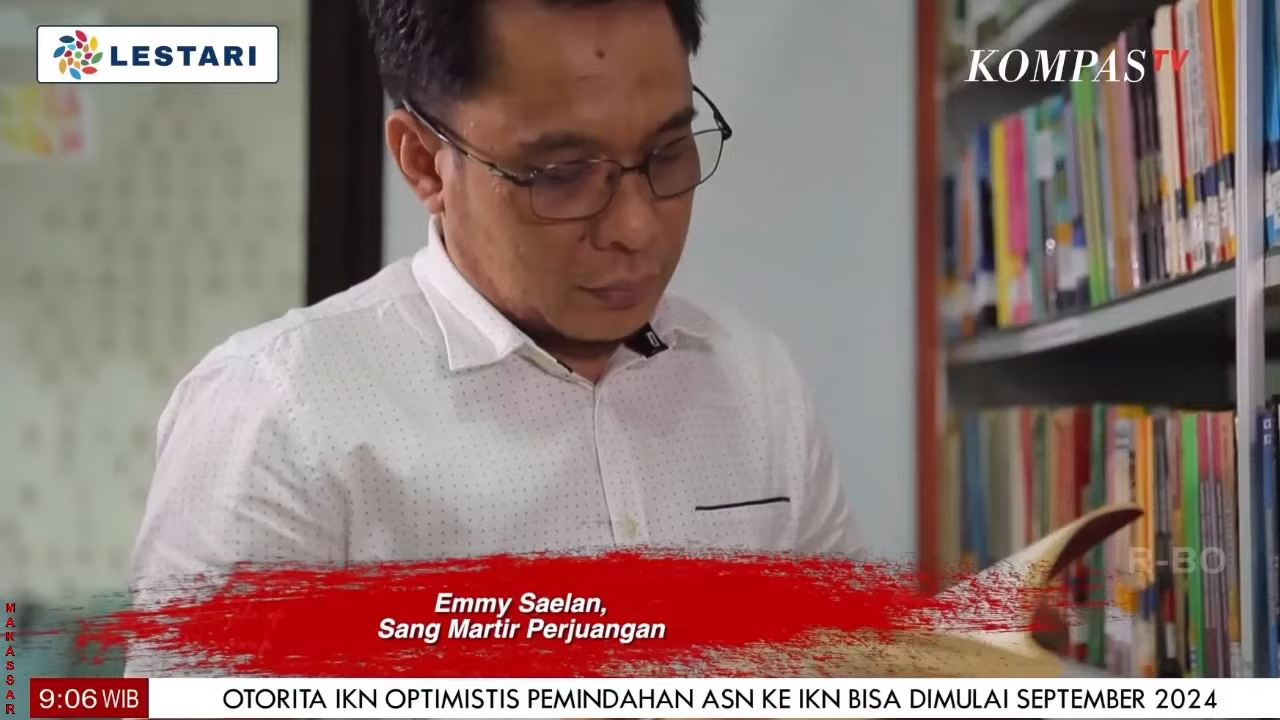 LESTARI
KOMPAS TV
R-BO
Emmy Saelan,
Sang Martir Perjuangan
MAKASSAR
9:06 WIB
OTORITA IKN OPTIMISTIS PEMINDAHAN ASN KE IKN BISA DIMULAI SEPTEMBER 2024